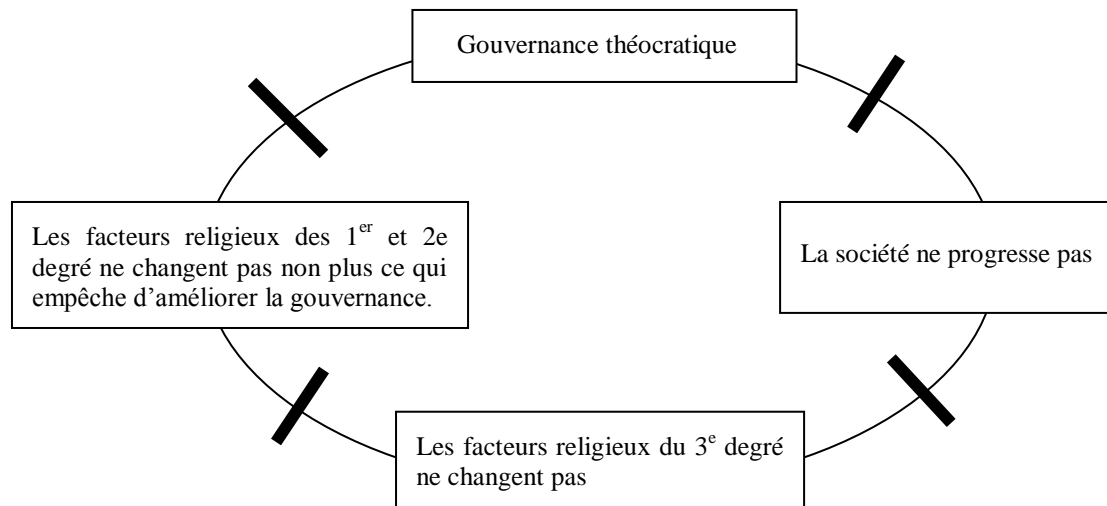 Gouvernance théocratique
Les facteurs religieux des 1er et 2e
degré ne changent pas non plus ce qui
empêche d’améliorer la gouvernance.
La société ne progresse pas
Les facteurs religieux du 3e degré
ne changent pas